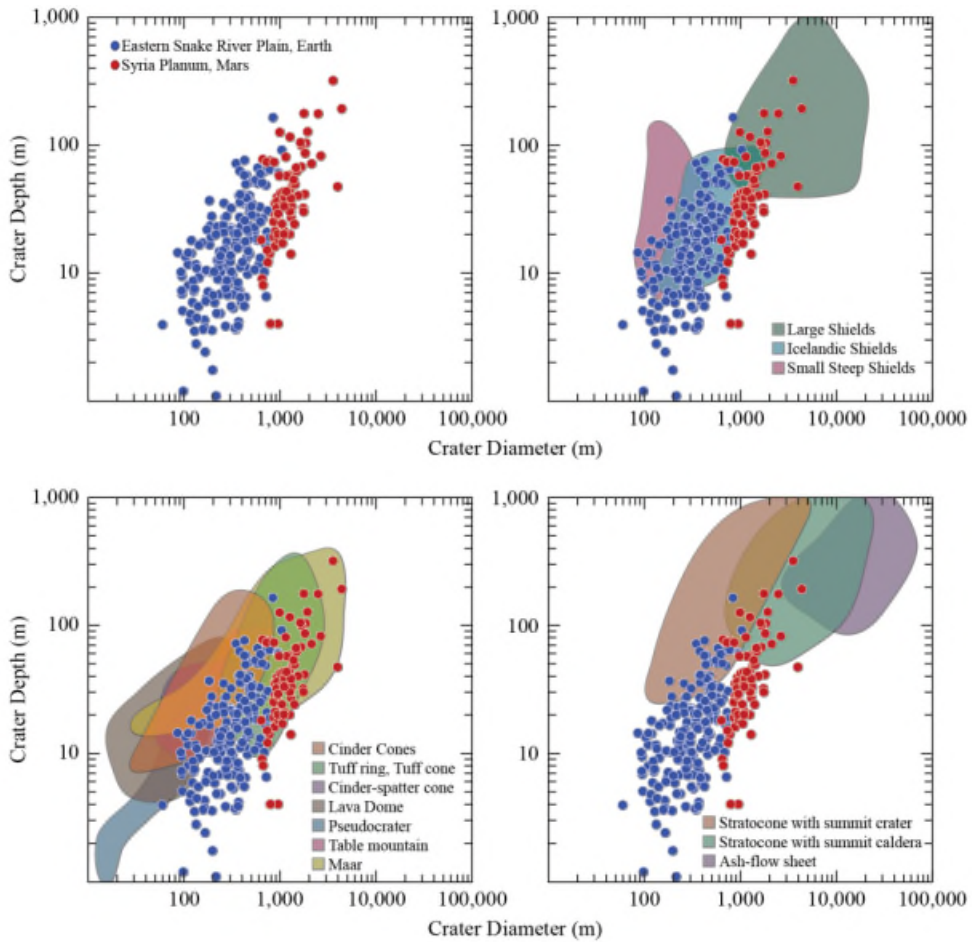 1,000
100
10
Crater Depth (m)
Eastern Snake River Plain, Earth
Syria Planum, Mars
100 1,000 10,000 100,000
1,000
100
10
Large Shields
Icelandic Shields
Small Steep Shields
100 1,000 10,000 100,000
Crater Diameter (m)
1,000
100
10
Crater Depth (m)
Cinder Cones
Tuff ring, Tuff cone
Cinder-spatter cone
Lava Dome
Pseudocrater
Table mountain
Maar
100 1,000 10,000 100,000
Crater Diameter (m)
1,000
100
10
Stratocone with summit crater
Stratocone with summit caldera
Ash-flow sheet
100 1,000 10,000 100,000
Crater Diameter (m)